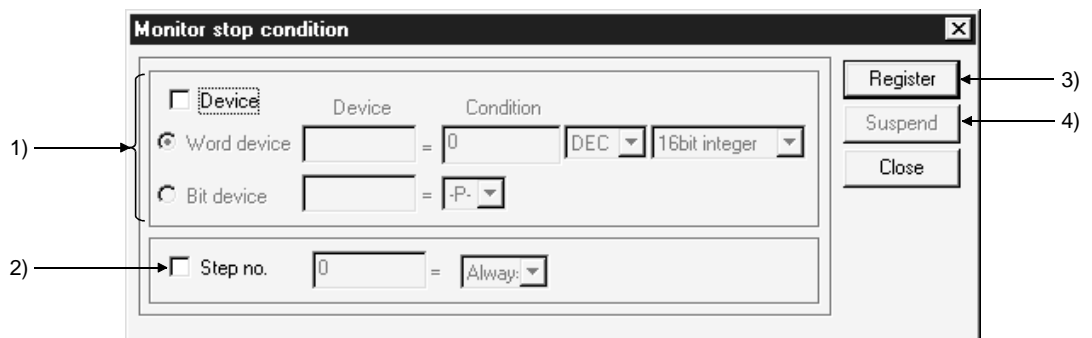 Monitor stop condition
Register
3)
Device
Device
Condition
Suspend
4)
1)
Word device
=
0
DEC
16bit integer
Close
Bit device
=
-P-
2)
Step no.
0
=
Alway: